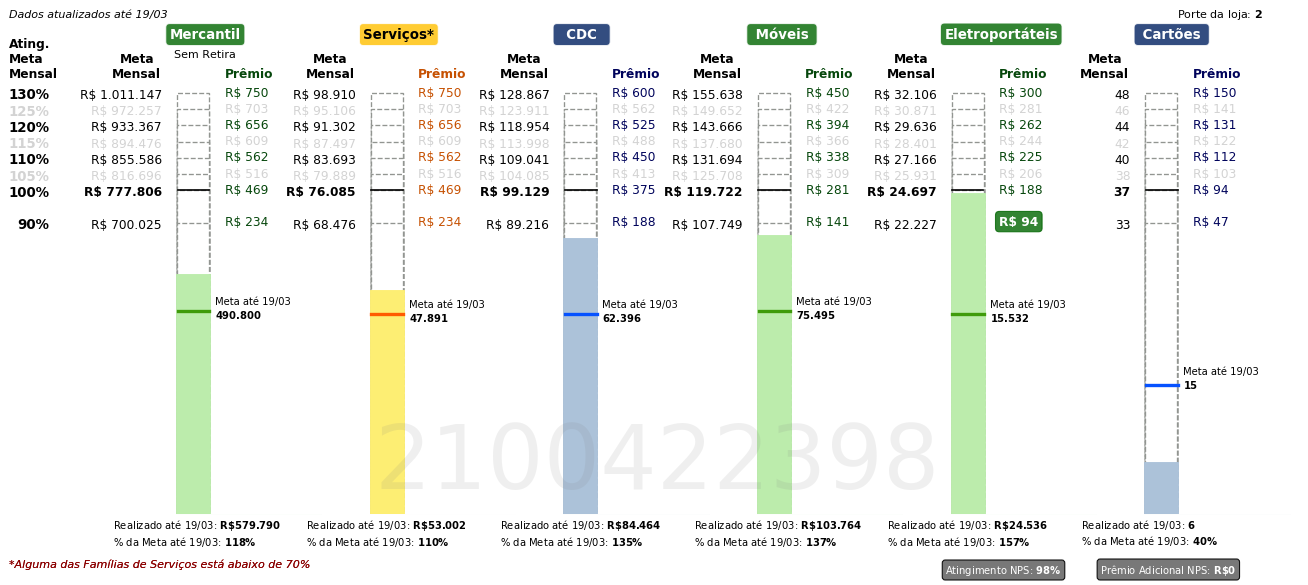 Dados atualizados até 19/03
Porte da loja: 2
Mercantil Serviços* CDC Móveis Eletroportáteis Cartões
Sem Retira
Ating. Meta Mensal
Meta Mensal Prêmio Meta Mensal Prêmio Meta Mensal Prêmio Meta Mensal Prêmio Meta Mensal Prêmio Meta Mensal Prêmio
130% R$ 1.011.147 R$ 750 R$ 98.910 R$ 750 R$ 128.867 R$ 600 R$ 155.638 R$ 450 R$ 32.106 R$ 300 48 R$ 150
125% R$ 972.257 R$ 703 R$ 95.106 R$ 703 R$ 123.911 R$ 562 R$ 149.652 R$ 422 R$ 30.871 R$ 281 46 R$ 141
120% R$ 933.367 R$ 656 R$ 91.302 R$ 656 R$ 118.954 R$ 525 R$ 143.666 R$ 394 R$ 29.636 R$ 262 44 R$ 131
115% R$ 894.476 R$ 609 R$ 87.497 R$ 609 R$ 113.998 R$ 488 R$ 137.680 R$ 366 R$ 28.401 R$ 244 42 R$ 122
110% R$ 855.586 R$ 562 R$ 83.693 R$ 562 R$ 109.041 R$ 450 R$ 131.694 R$ 338 R$ 27.166 R$ 225 40 R$ 112
105% R$ 816.696 R$ 516 R$ 79.889 R$ 516 R$ 104.085 R$ 413 R$ 125.708 R$ 309 R$ 25.931 R$ 206 38 R$ 103
100% R$ 777.806 R$ 469 R$ 76.085 R$ 469 R$ 99.129 R$ 375 R$ 119.722 R$ 281 R$ 24.697 R$ 188 37 R$ 94
90% R$ 700.025 R$ 234 R$ 68.476 R$ 234 R$ 89.216 R$ 188 R$ 107.749 R$ 141 R$ 22.227 R$ 94 33 R$ 47
Meta até 19/03 Meta até 19/03 Meta até 19/03 Meta até 19/03 Meta até 19/03
490.800 47.891 62.396 75.495 15.532
Meta até 19/03
15
2100422398
Realizado até 19/03: R$579.790 Realizado até 19/03: R$53.002 Realizado até 19/03: R$84.464 Realizado até 19/03: R$103.764 Realizado até 19/03: R$24.536 Realizado até 19/03: 6
% da Meta até 19/03: 118% % da Meta até 19/03: 110% % da Meta até 19/03: 135% % da Meta até 19/03: 137% % da Meta até 19/03: 157% % da Meta até 19/03: 40%
*Alguma das Famílias de Serviços está abaixo de 70%
Atingimento NPS: 98% Prêmio Adicional NPS: R$0